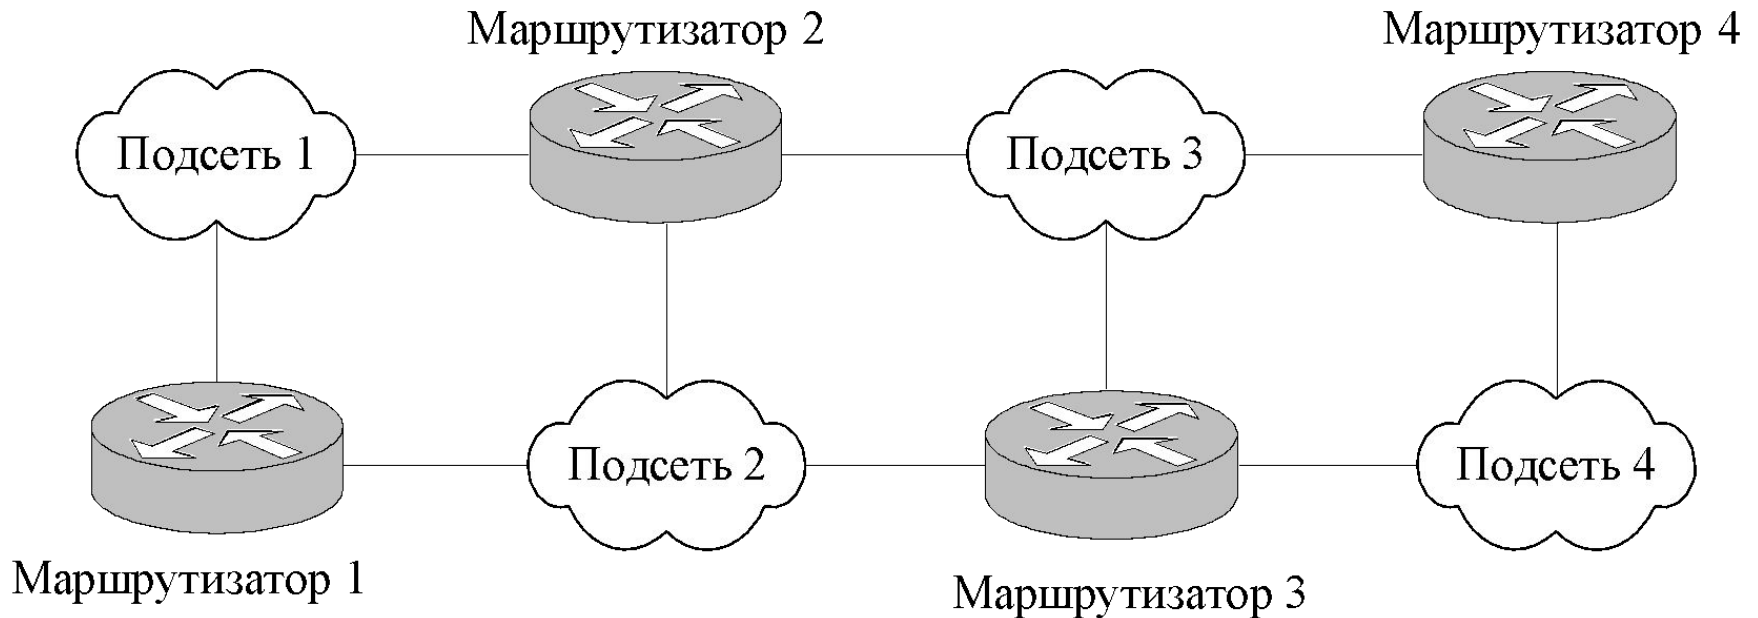 Маршрутизатор 2
Маршрутизатор 4
Подсеть 1
Подсеть 3
Подсеть 2
Подсеть 4
Маршрутизатор 1
Маршрутизатор 3